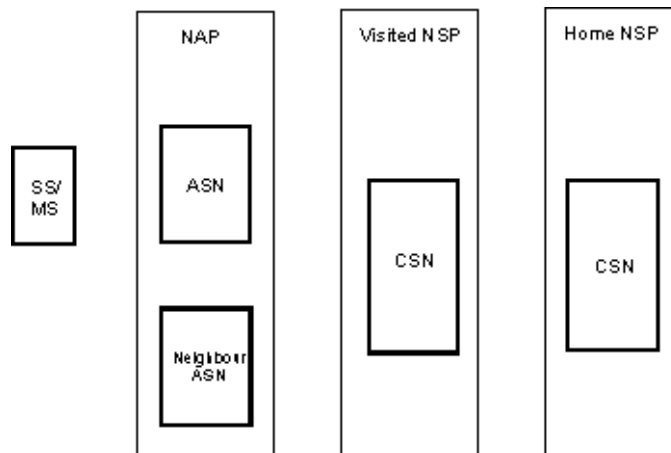 NAP
Visited NSP
Home NSP
SS/
MS
ASN
CSN
CSN
Neighbour
ASN